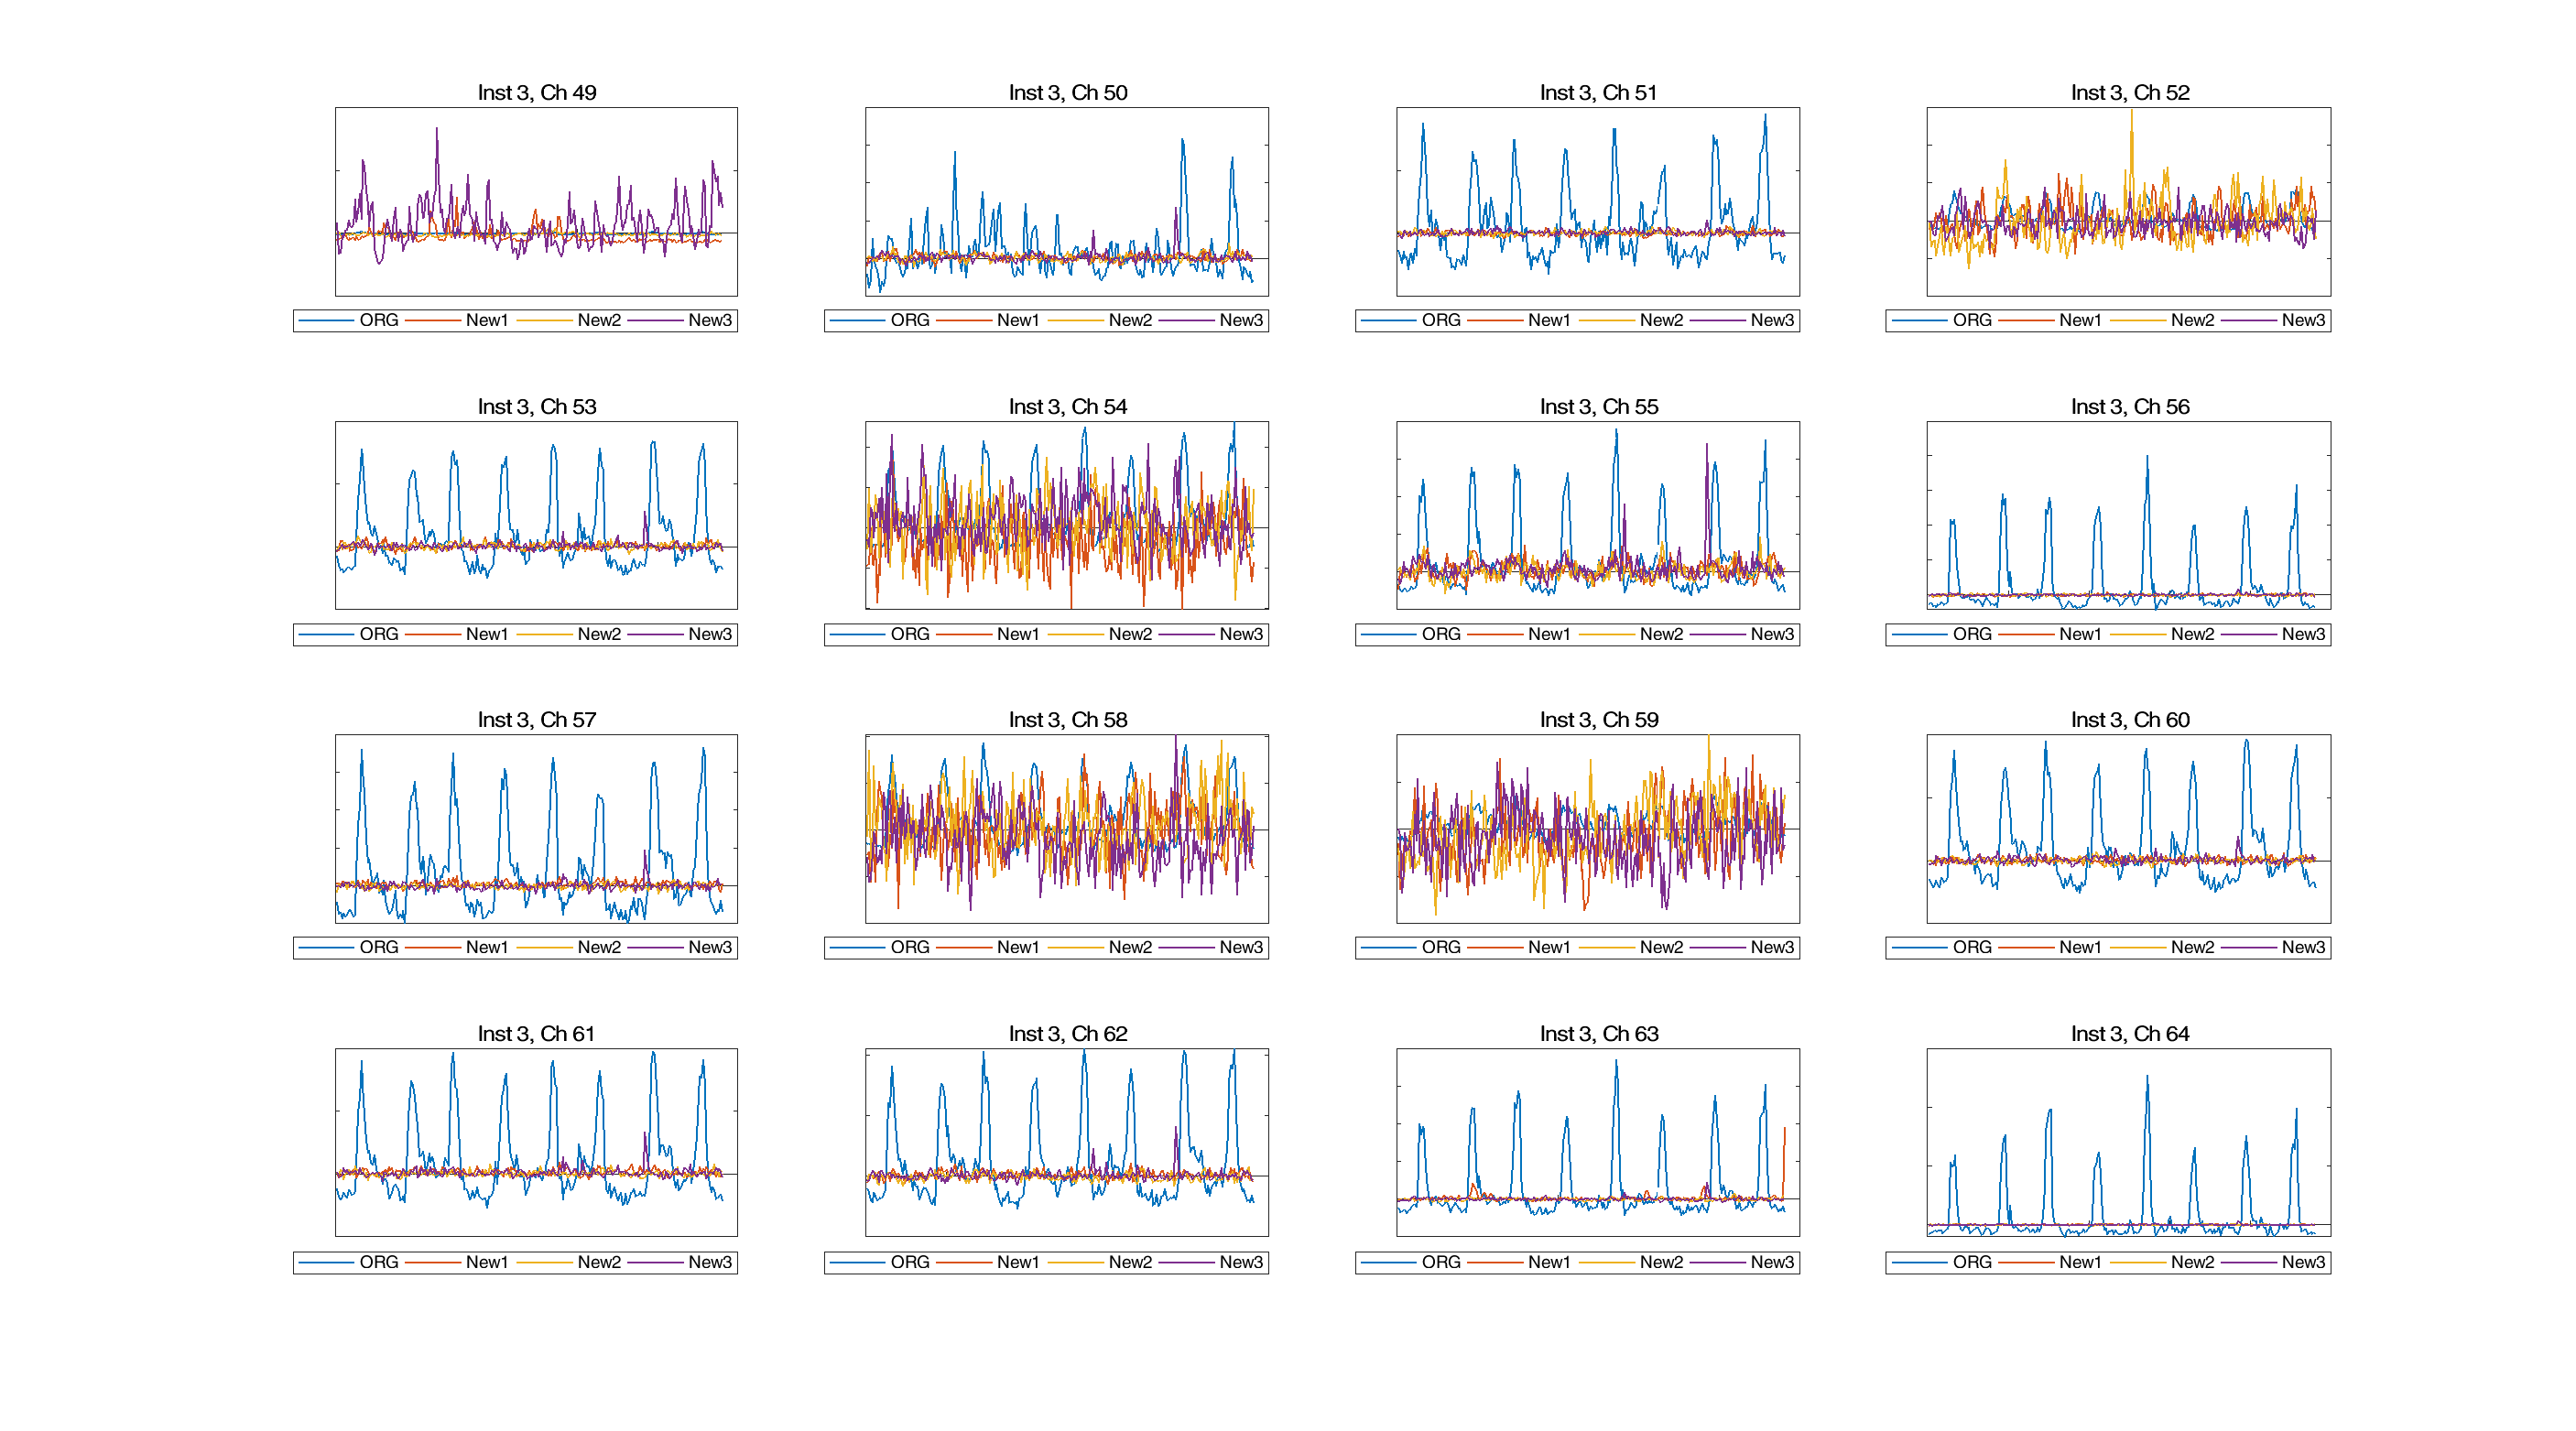 Inst 3, Ch 49
Inst 3, Ch 50
Inst 3, Ch 51
Inst 3, Ch 52
ORG New1 New2 New3
ORG New1 New2 New3
ORG New1 New2 New3
ORG New1 New2 New3
Inst 3, Ch 53
Inst 3, Ch 54
Inst 3, Ch 55
Inst 3, Ch 56
ORG New1 New2 New3
ORG New1 New2 New3
ORG New1 New2 New3
ORG New1 New2 New3
Inst 3, Ch 57
Inst 3, Ch 58
Inst 3, Ch 59
Inst 3, Ch 60
ORG New1 New2 New3
ORG New1 New2 New3
ORG New1 New2 New3
ORG New1 New2 New3
Inst 3, Ch 61
Inst 3, Ch 62
Inst 3, Ch 63
Inst 3, Ch 64
ORG New1 New2 New3
ORG New1 New2 New3
ORG New1 New2 New3
ORG New1 New2 New3